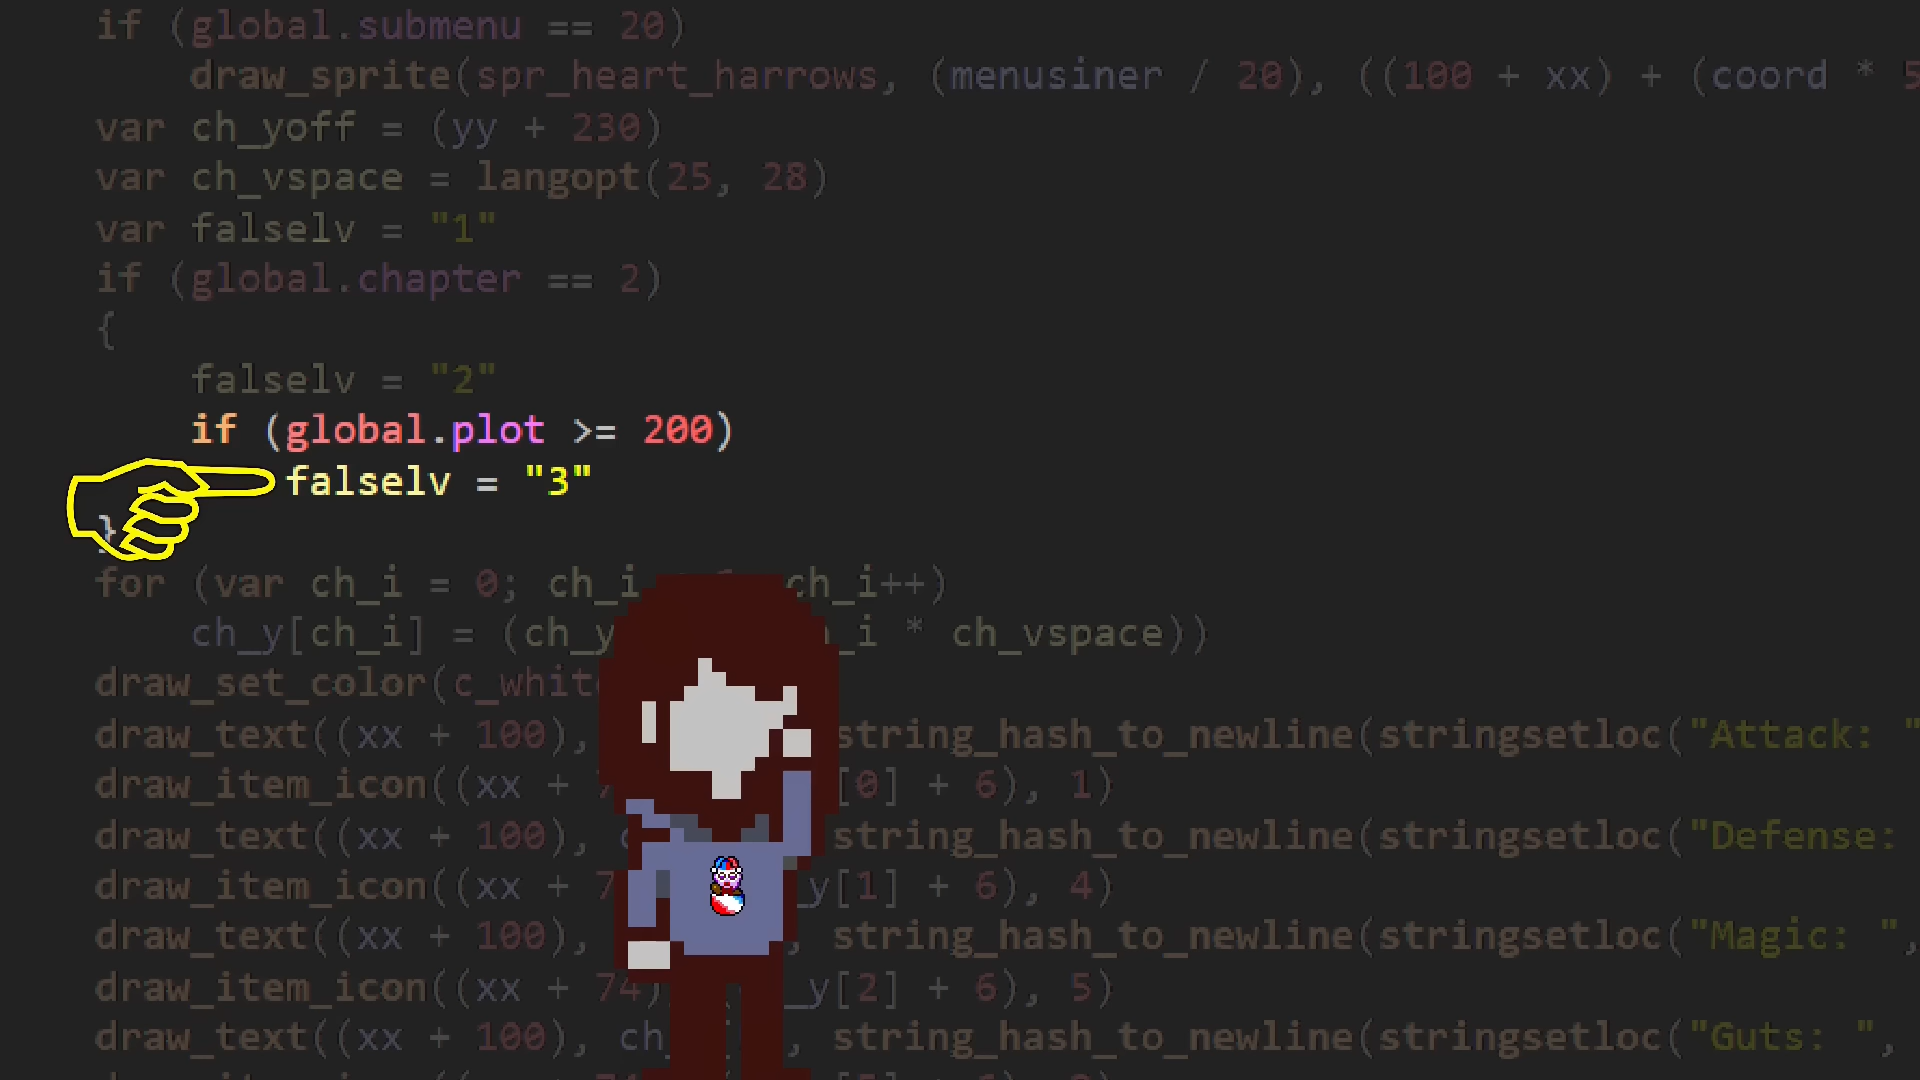 if (global.submenu == 20)
draw_sprite(spr_heart_harrows, (menusiner / 20), ((100 + xx) + (coord * 5
var ch_yoff = (yy + 230)
var ch_vspace = langopt(25, 28)
var falselv = "1"
if (global.chapter == 2)
{
falselv = "2"
if (global.plot >= 200)
falselv = "3"
}
for (var ch_i = 0; ch_i ch_i++)
ch_y[ch_i] = (ch_y _i * ch_vspace))
draw_set_color(c_white
draw_text((xx + 100), string_hash_to_newline(stringsetloc("Attack: "
draw_item_icon((xx + 7 [0] + 6), 1)
draw_text((xx + 100), c string_hash_to_newline(stringsetloc("Defense:
draw_item_icon((xx + 7 _y[1] + 6), 4)
draw_text((xx + 100), , string_hash_to_newline(stringsetloc("Magic: ",
draw_item_icon((xx + 74) _y[2] + 6), 5)
draw_text((xx + 100), ch , string_hash_to_newline(stringsetloc("Guts: ",